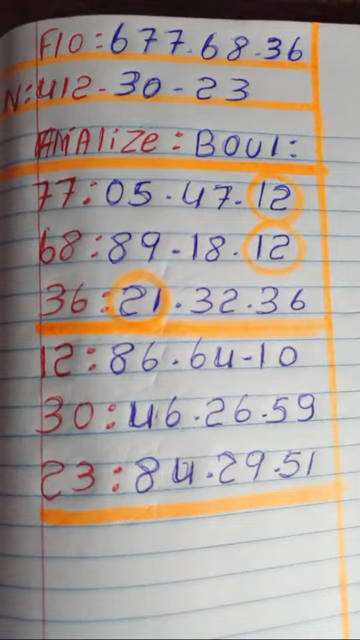 Flo: 677.68.36
N: 412-30-23
ANAlize: BOUl:
77: 05.47.12
68: 89-18.12
36: 21.32.36
12: 86.64-10
30: 46.26.59
23: 84.29.51